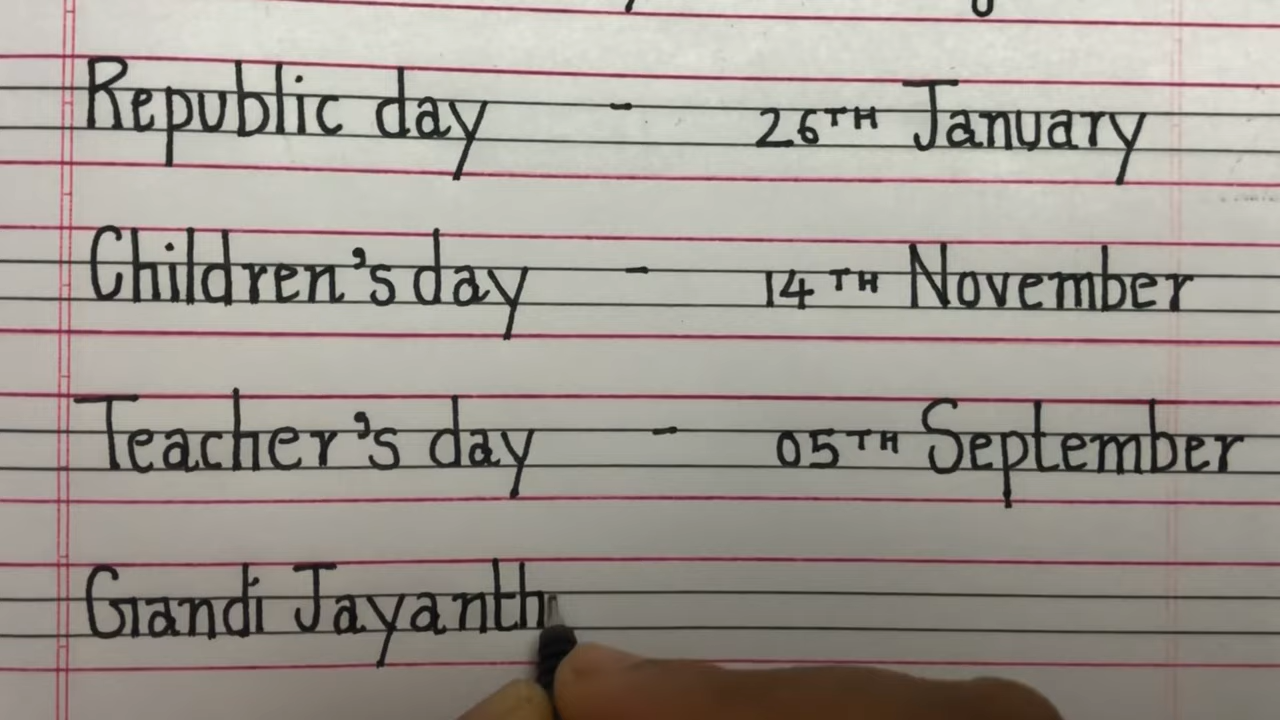 Republic day - 26TH January
Children's day - 14TH November
Teacher's day - 05TH September
Gandi Jayanth